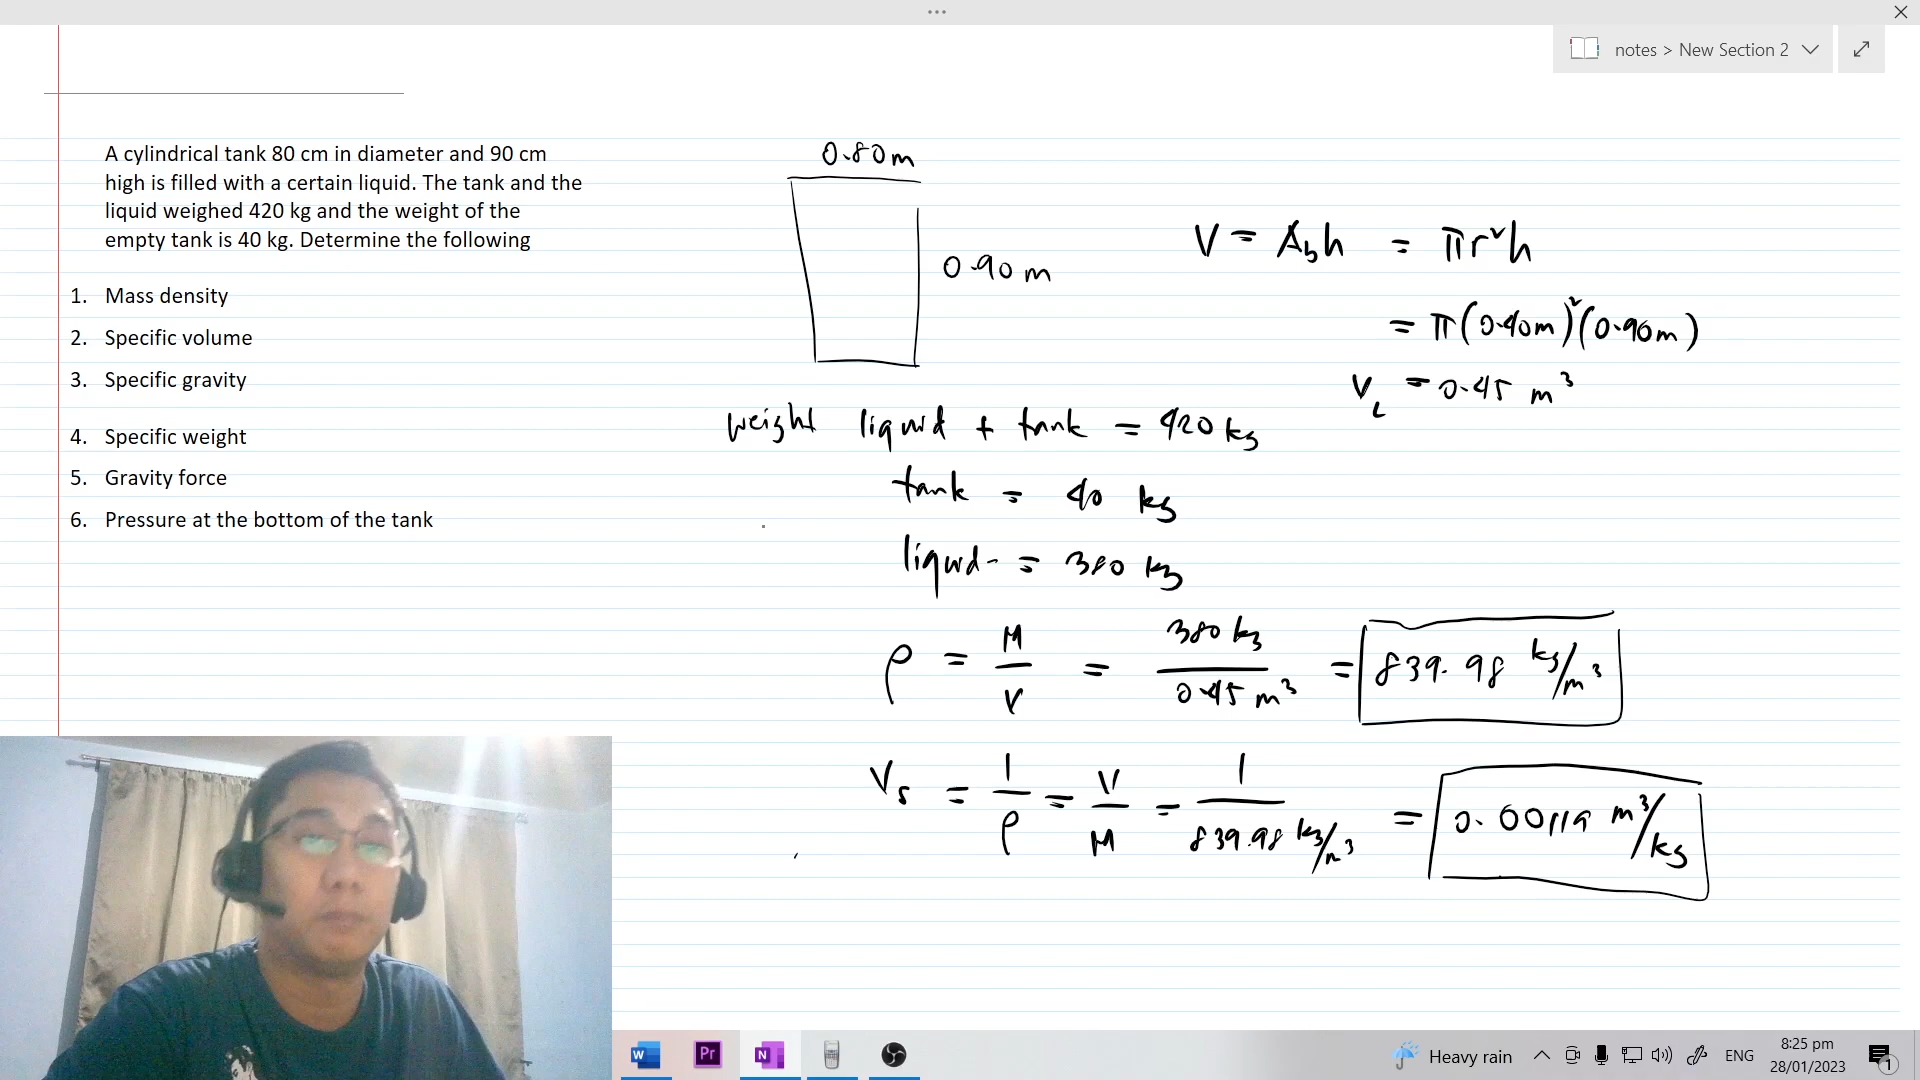 notes > New Section 2
A cylindrical tank 80 cm in diameter and 90 cm
high is filled with a certain liquid. The tank and the
liquid weighed 420 kg and the weight of the
empty tank is 40 kg. Determine the following
1. Mass density
2. Specific volume
3. Specific gravity
4. Specific weight
5. Gravity force
6. Pressure at the bottom of the tank
0.80m
0.90 m
V = Abh = πr²h
= π(0.40m)²(0.90m)
VL = 0.45 m³
weight liquid + tank = 420 kg
tank = 40 kg
liquid = 380 kg
ρ = M/V = 380 kg/0.45 m³ = 839.98 kg/m³
Vs = 1/ρ = V/M = 1/839.98 kg/m³ = 0.00119 m³/kg
W Pr N Heavy rain ENG 8:25 pm
28/01/2023 1